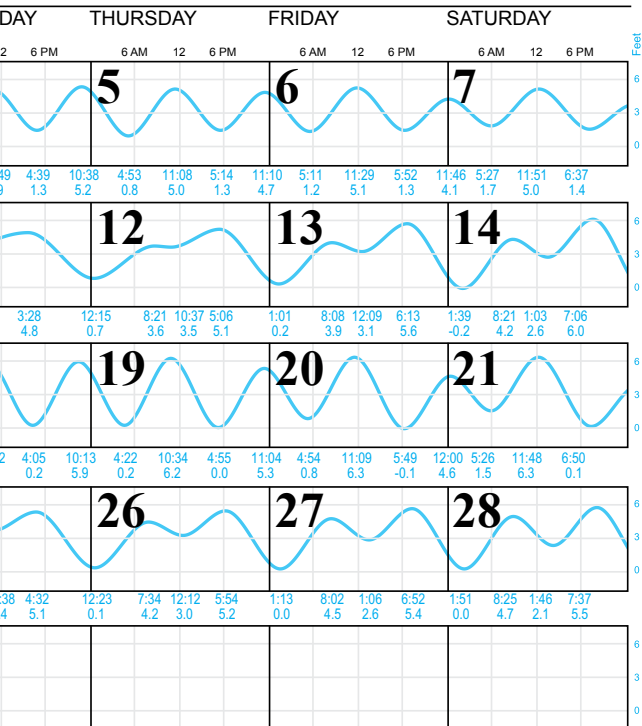 DAY THURSDAY FRIDAY SATURDAY
2 6 PM 6 AM 12 6 PM 6 AM 12 6 PM 6 AM 12 6 PM Feet
5 6 7
6
3
0
49 4:39 10:38 4:53 11:08 5:14 11:10 5:11 11:29 5:52 11:46 5:27 11:51 6:37
9 1.3 5.2 0.8 5.0 1.3 4.7 1.2 5.1 1.3 4.1 1.7 5.0 1.4
12 13 14
6
3
0
3:28 12:15 8:21 10:37 5:06 1:01 8:08 12:09 6:13 1:39 8:21 1:03 7:06
4.8 0.7 3.6 3.5 5.1 0.2 3.9 3.1 5.6 -0.2 4.2 2.6 6.0
19 20 21
6
3
0
2 4:05 10:13 4:22 10:34 4:55 11:04 4:54 11:09 5:49 12:00 5:26 11:48 6:50
0.2 5.9 0.2 6.2 0.0 5.3 0.8 6.3 -0.1 4.6 1.5 6.3 0.1
26 27 28
6
3
0
:38 4:32 12:23 7:34 12:12 5:54 1:13 8:02 1:06 6:52 1:51 8:25 1:46 7:37
4 5.1 0.1 4.2 3.0 5.2 0.0 4.5 2.6 5.4 0.0 4.7 2.1 5.5
6
3
0